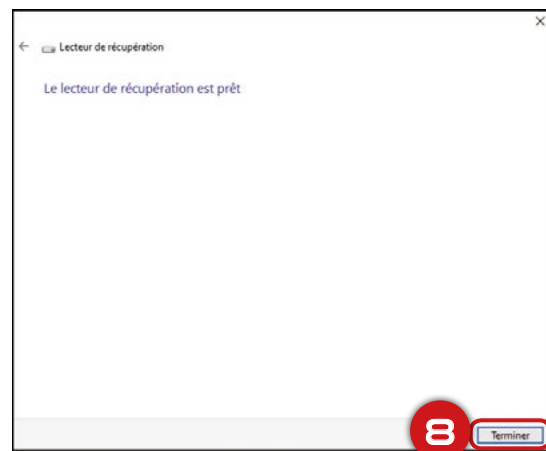 Lecteur de récupération
Le lecteur de récupération est prêt
8
Terminer